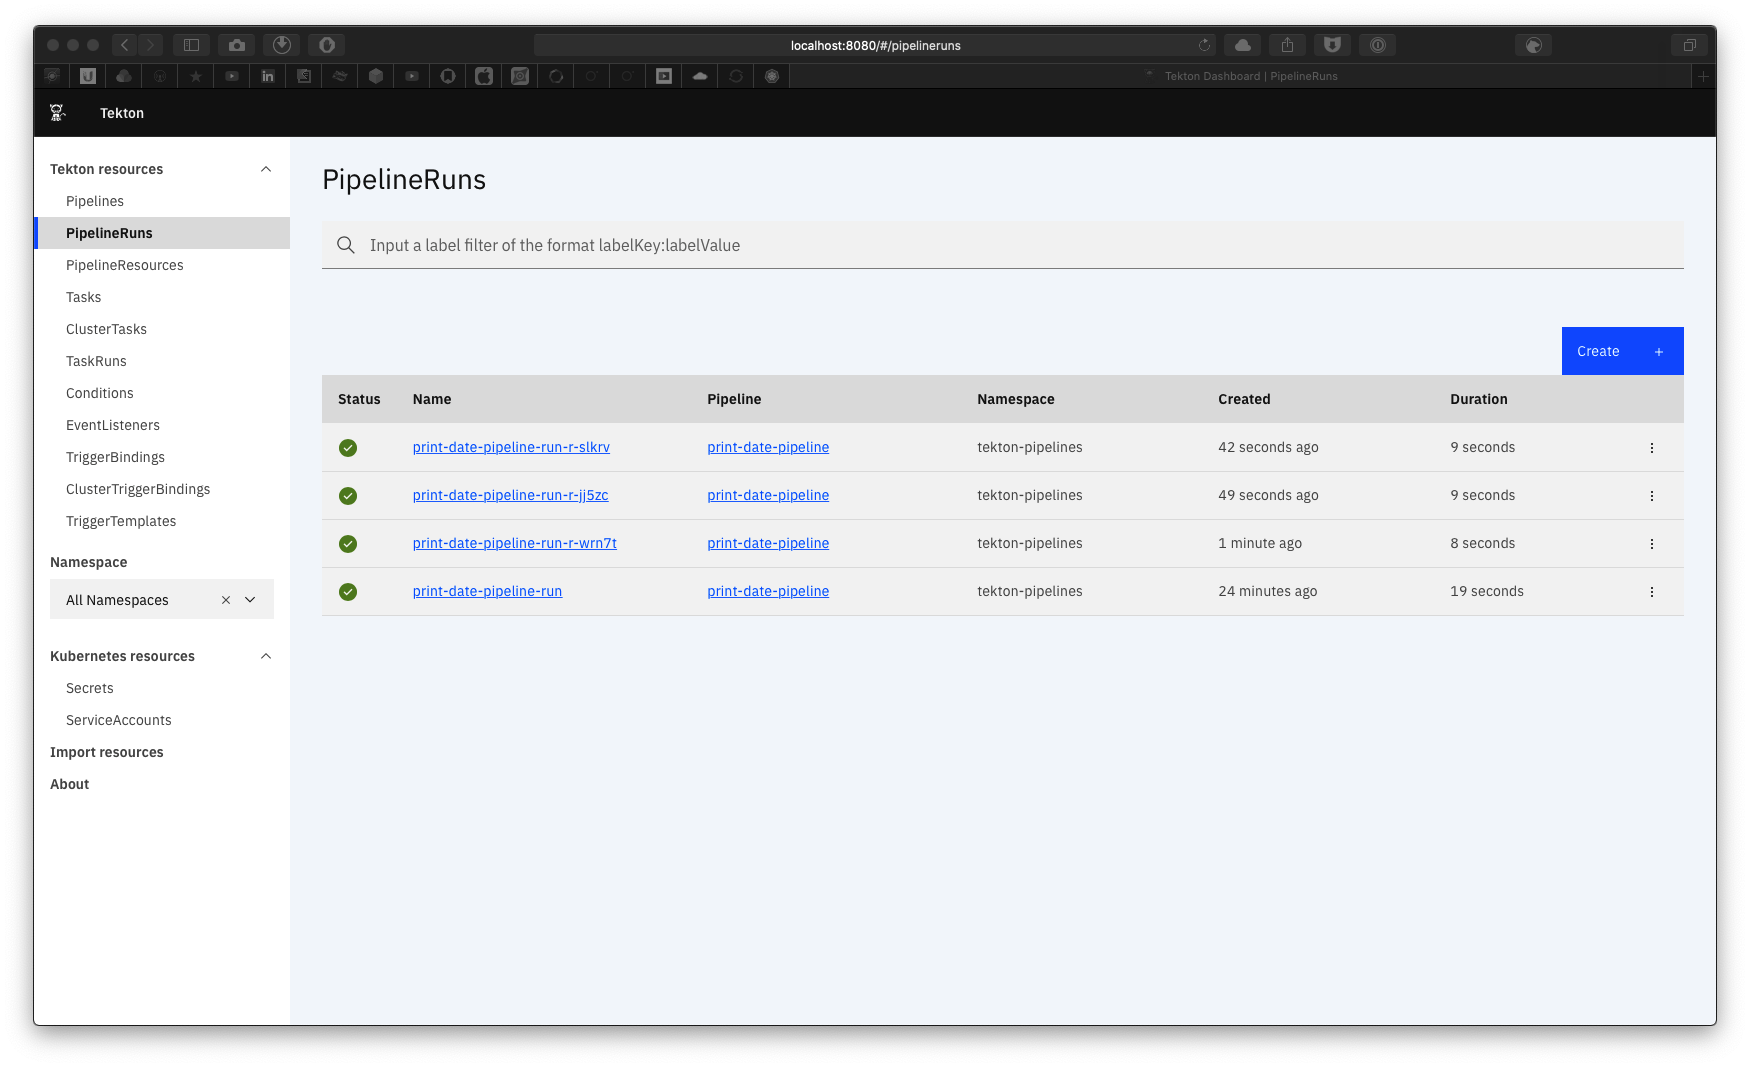 localhost:8080/#/pipelineruns
Tekton Dashboard | PipelineRuns
Tekton
Tekton resources
Pipelines
PipelineRuns
PipelineResources
Tasks
ClusterTasks
TaskRuns
Conditions
EventListeners
TriggerBindings
ClusterTriggerBindings
TriggerTemplates
Namespace
All Namespaces
Kubernetes resources
Secrets
ServiceAccounts
Import resources
About
PipelineRuns
Input a label filter of the format labelKey:labelValue
Create +
Status Name Pipeline Namespace Created Duration
print-date-pipeline-run-r-slkrv print-date-pipeline tekton-pipelines 42 seconds ago 9 seconds
print-date-pipeline-run-r-jj5zc print-date-pipeline tekton-pipelines 49 seconds ago 9 seconds
print-date-pipeline-run-r-wrn7t print-date-pipeline tekton-pipelines 1 minute ago 8 seconds
print-date-pipeline-run print-date-pipeline tekton-pipelines 24 minutes ago 19 seconds